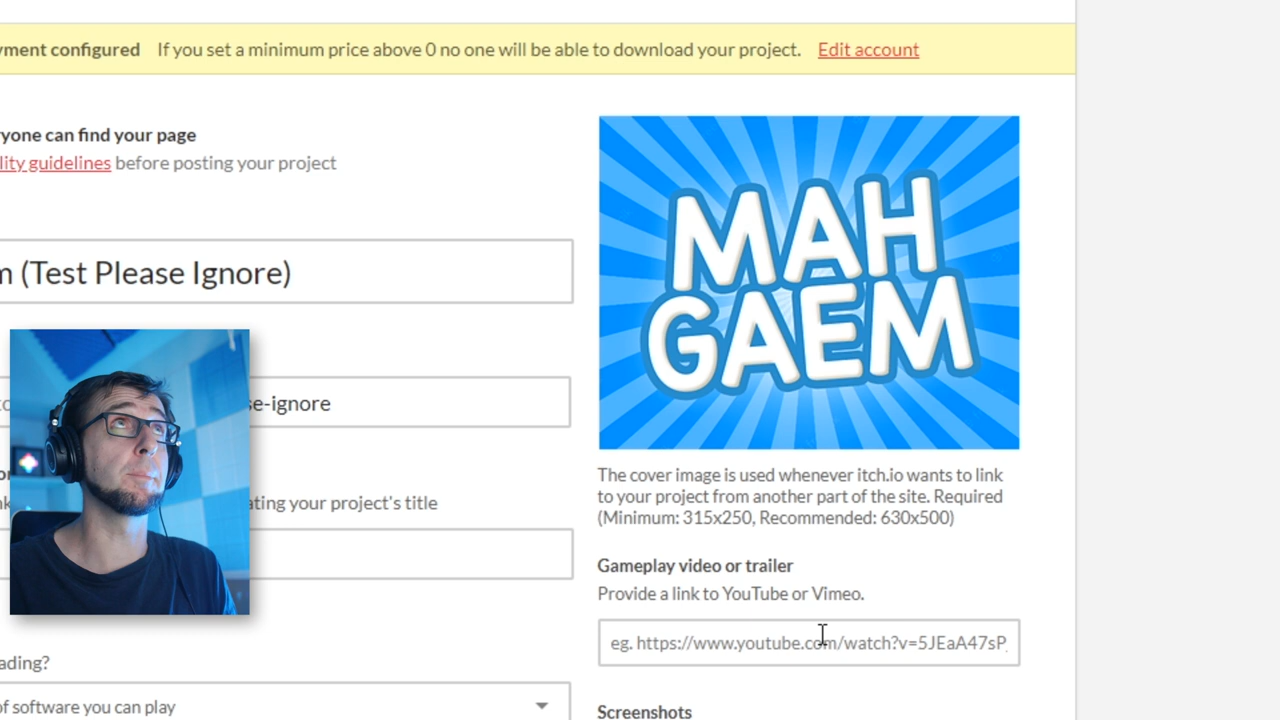 yment configured If you set a minimum price above 0 no one will be able to download your project. Edit account
ryone can find your page
lity guidelines before posting your project
m (Test Please Ignore)
se-ignore
ating your project's title
ading?
of software you can play
MAH
GAEM
The cover image is used whenever itch.io wants to link
to your project from another part of the site. Required
(Minimum: 315x250, Recommended: 630x500)
Gameplay video or trailer
Provide a link to YouTube or Vimeo.
eg. https://www.youtube.com/watch?v=5JEaA47sP
Screenshots